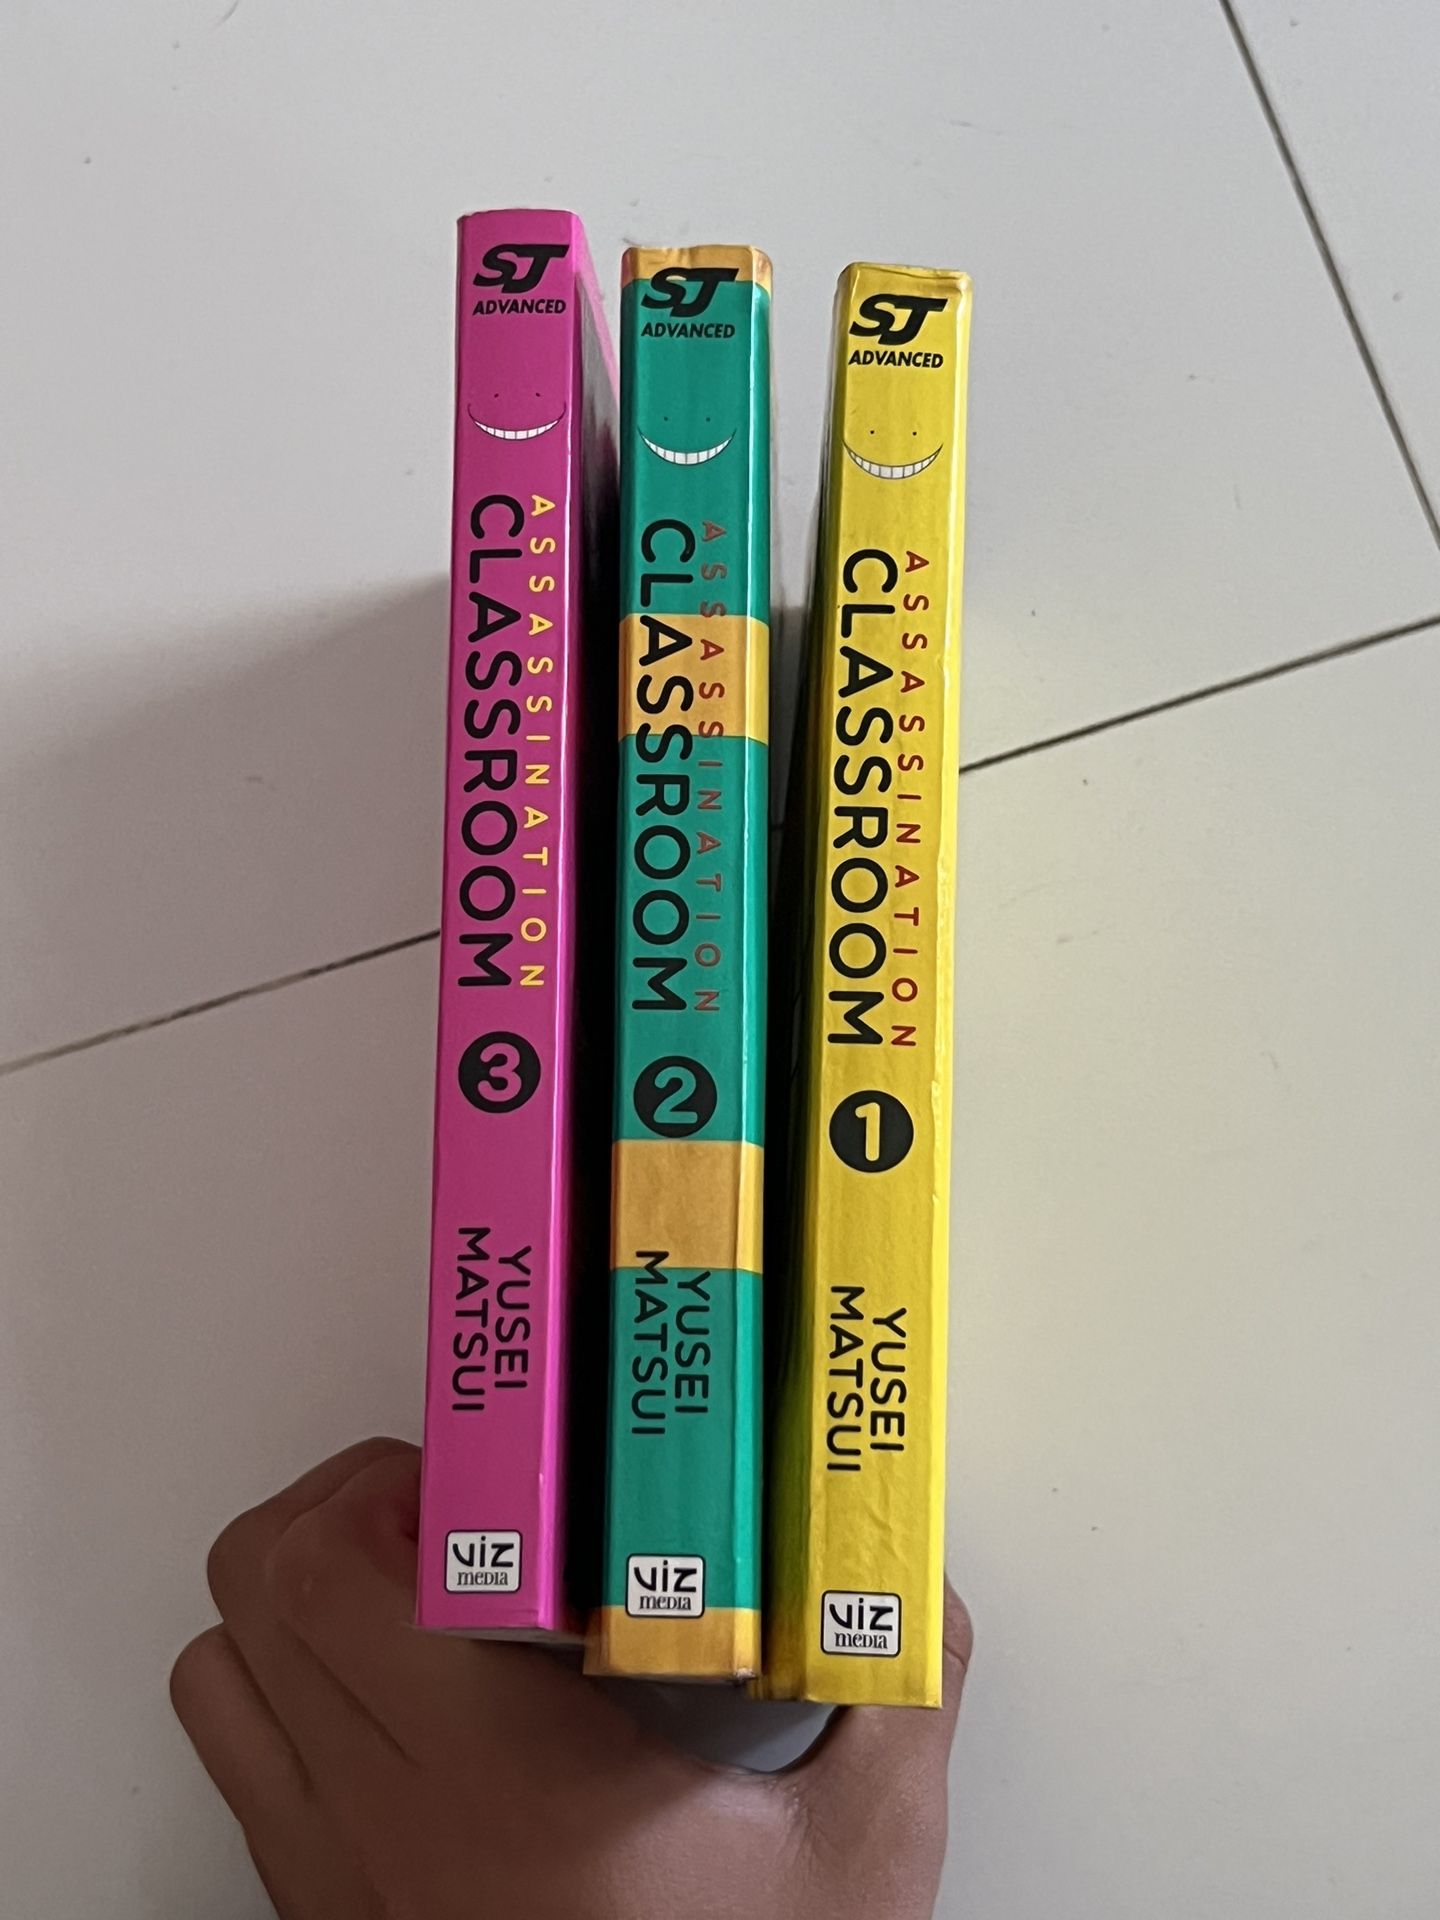 SJ
ADVANCED
ASSASSINATION
CLASSROOM
3
YUSEI
MATSUI
VIZ
media
SJ
ADVANCED
ASSASSINATION
CLASSROOM
2
YUSEI
MATSUI
VIZ
media
SJ
ADVANCED
ASSASSINATION
CLASSROOM
1
YUSEI
MATSUI
VIZ
media